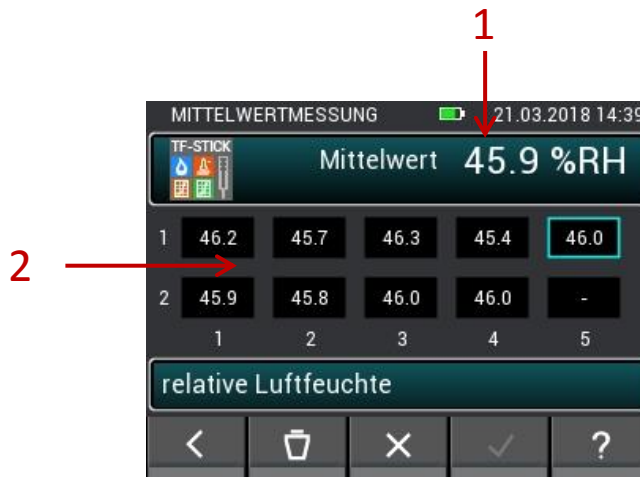 1
MITTELWERTMESSUNG 21.03.2018 14:39
TF-STICK
Mittelwert 45.9 %RH
1 46.2 45.7 46.3 45.4 46.0
2
2 45.9 45.8 46.0 46.0 -
1 2 3 4 5
relative Luftfeuchte
?